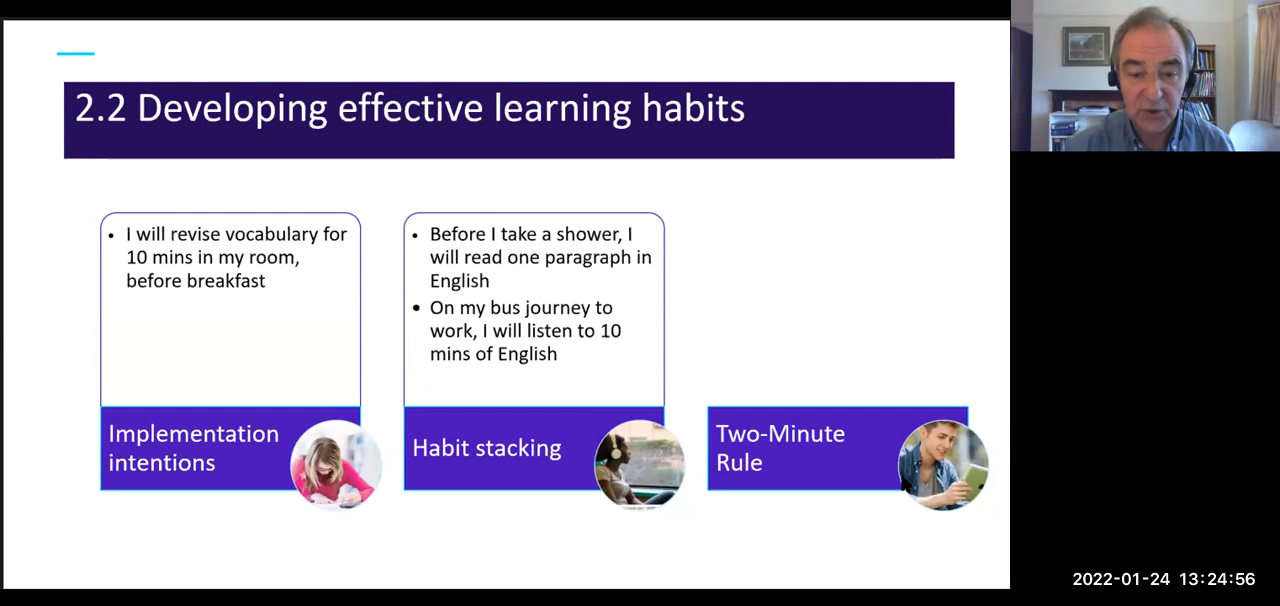 2.2 Developing effective learning habits
• I will revise vocabulary for
10 mins in my room,
before breakfast
• Before I take a shower, I
will read one paragraph in
English
• On my bus journey to
work, I will listen to 10
mins of English
Implementation
intentions
Habit stacking
Two-Minute
Rule
2022-01-24 13:24:56